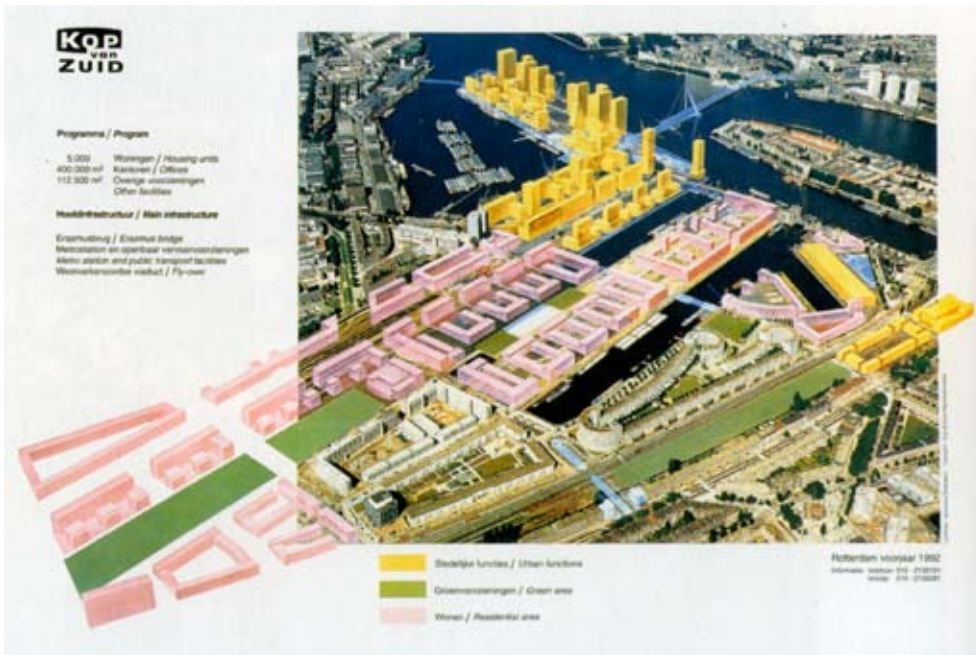 KOP
van
ZUID
Programma / Program
5.000 Woningen / Housing units
400.000 m² Kantoren / Offices
112.500 m² Overige voorzieningen
Other facilities
Hoofdinfrastructuur / Main infrastructure
Erasmusbrug / Erasmus bridge
Metrostation en openbaar vervoervoorzieningen
Metro station and public transport facilities
viaduct / Fly-over
Stedelijke functies / Urban functions
Groenvoorzieningen / Green area
Wonen / Residential area
Rotterdam voorjaar 1992